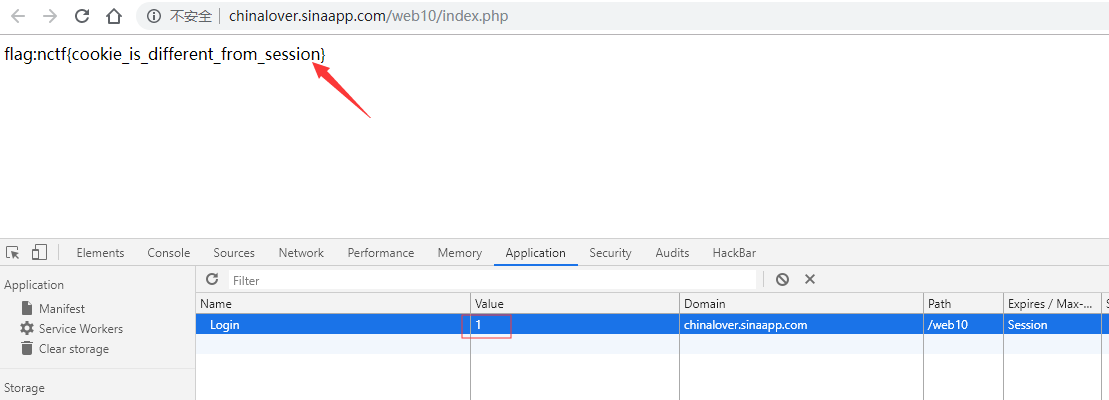 不安全 chinalover.sinaapp.com/web10/index.php
flag:nctf{cookie_is_different_from_session}
Elements Console Sources Network Performance Memory Application Security Audits HackBar
Application
Manifest
Service Workers
Clear storage
Storage
Filter
Name Value Domain Path Expires / Max-... S
Login 1 chinalover.sinaapp.com /web10 Session